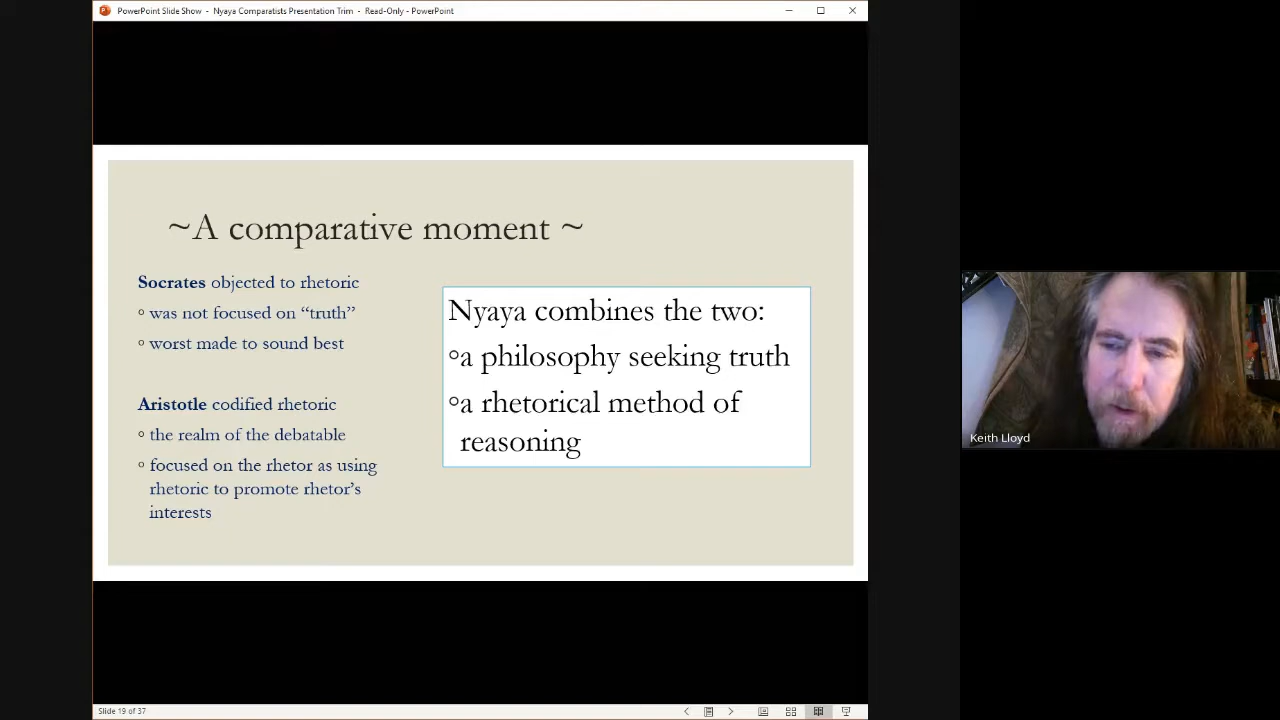 PowerPoint Slide Show - Nyaya Comparatists Presentation Trim - Read-Only - PowerPoint
~A comparative moment ~
Socrates objected to rhetoric
◦ was not focused on “truth”
◦ worst made to sound best
Aristotle codified rhetoric
◦ the realm of the debatable
◦ focused on the rhetor as using
rhetoric to promote rhetor’s
interests
Nyaya combines the two:
◦a philosophy seeking truth
◦a rhetorical method of
reasoning
Keith Lloyd
Slide 19 of 37